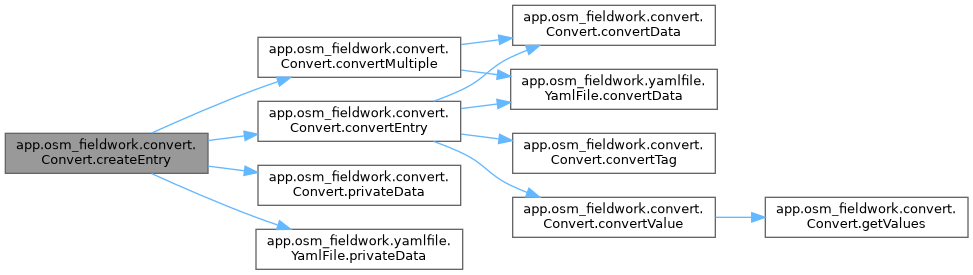 app.osm_fieldwork.convert.
Convert.createEntry
app.osm_fieldwork.convert.
Convert.convertMultiple
app.osm_fieldwork.convert.
Convert.convertEntry
app.osm_fieldwork.convert.
Convert.privateData
app.osm_fieldwork.yamlfile.
YamlFile.privateData
app.osm_fieldwork.convert.
Convert.convertData
app.osm_fieldwork.yamlfile.
YamlFile.convertData
app.osm_fieldwork.convert.
Convert.convertTag
app.osm_fieldwork.convert.
Convert.convertValue
app.osm_fieldwork.convert.
Convert.getValues